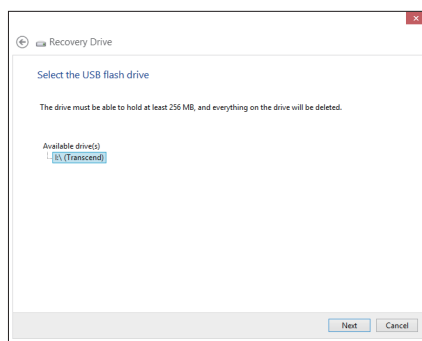 Recovery Drive
Select the USB flash drive
The drive must be able to hold at least 256 MB, and everything on the drive will be deleted.
Available drive(s)
I:\ (Transcend)
Next
Cancel